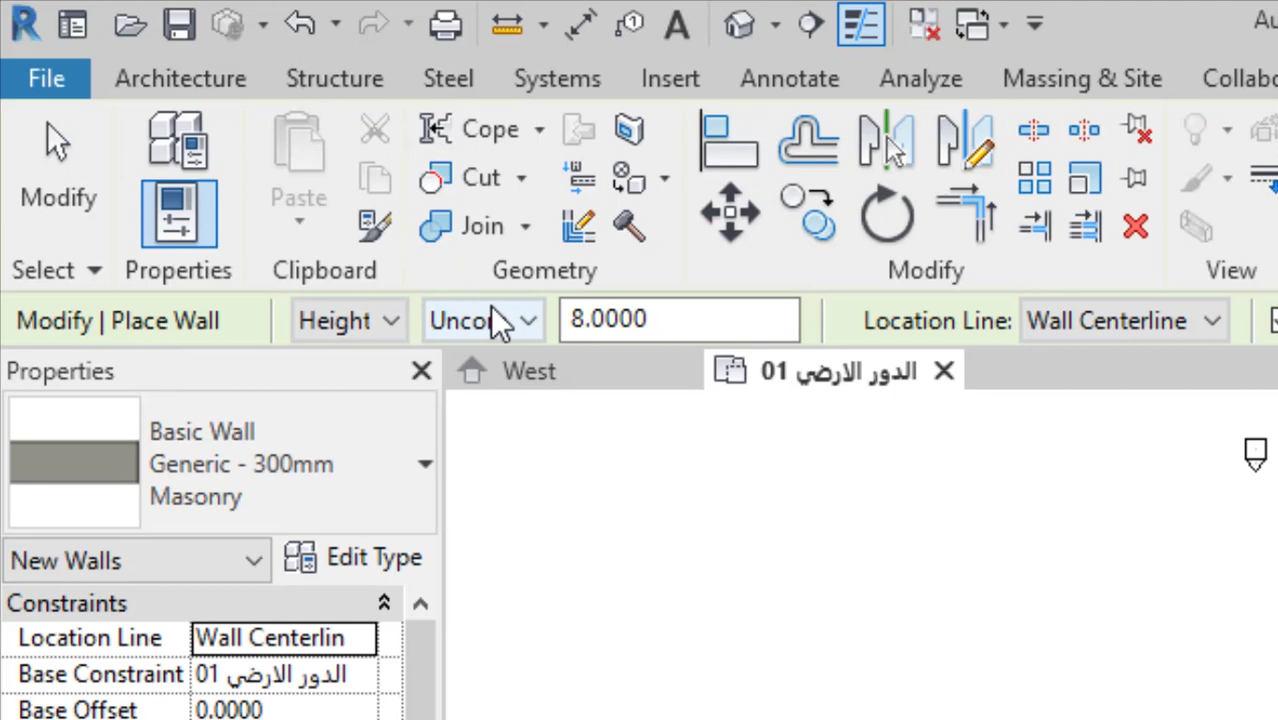 Au
File Architecture Structure Steel Systems Insert Annotate Analyze Massing & Site Collabo
Modify
Paste
Cope
Cut
Join
Select Properties Clipboard Geometry Modify View
Modify | Place Wall Height Uncon 8.0000 Location Line: Wall Centerline
Properties
West
الدور الارضي 01
Basic Wall
Generic - 300mm
Masonry
New Walls Edit Type
Constraints
Location Line Wall Centerlin
Base Constraint الدور الارضي 01
Base Offset 0.0000